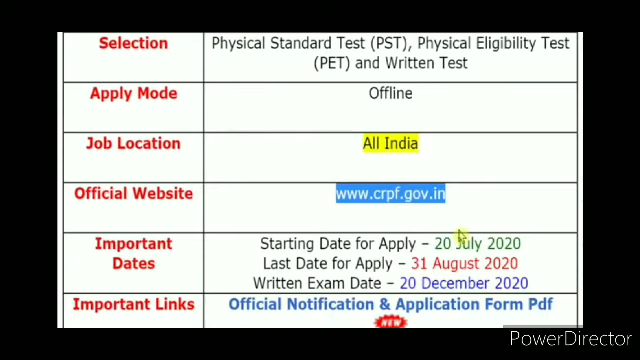 Selection
Physical Standard Test (PST), Physical Eligibility Test
(PET) and Written Test
Apply Mode
Offline
Job Location
All India
Official Website
www.crpf.gov.in
Important
Dates
Starting Date for Apply – 20 July 2020
Last Date for Apply – 31 August 2020
Written Exam Date – 20 December 2020
Important Links
Official Notification & Application Form Pdf
NEW
PowerDirector